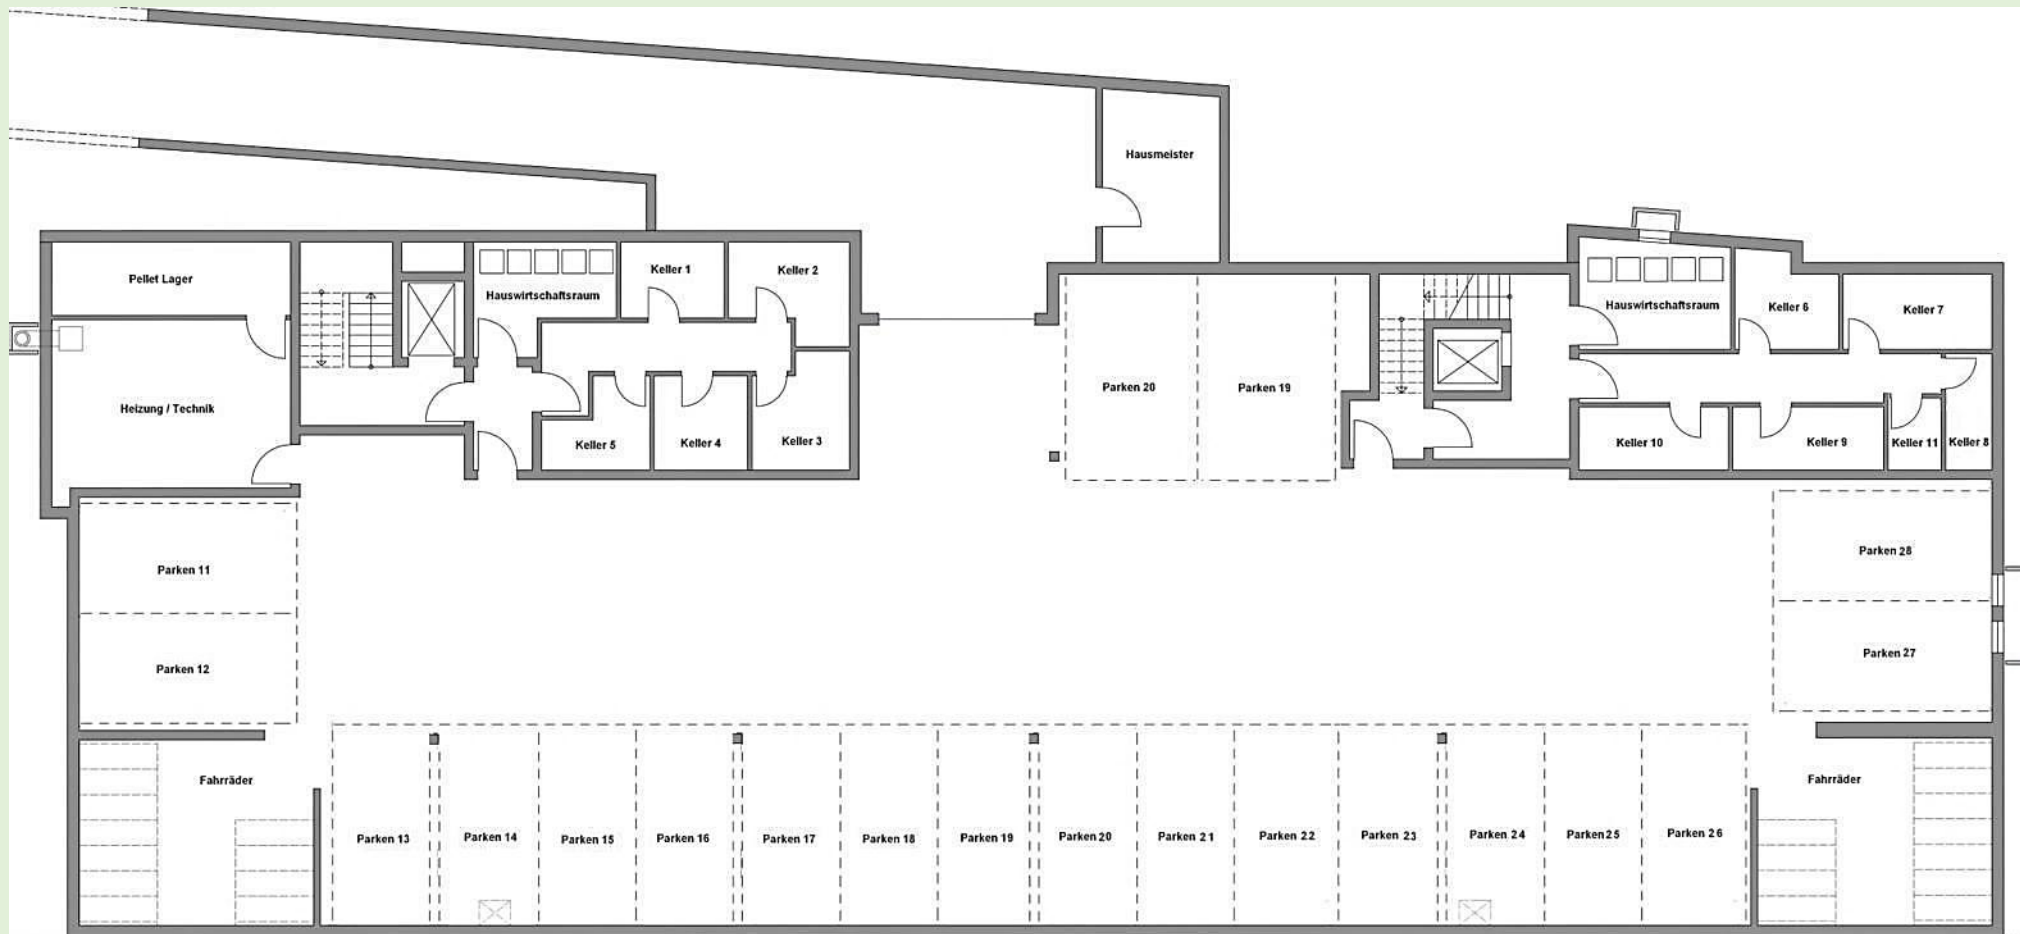 Hausmeister
Pellet Lager
Keller 1
Keller 2
Hauswirtschaftsraum
Hauswirtschaftsraum
Keller 6
Keller 7
Heizung / Technik
Parken 20
Parken 19
Keller 5
Keller 4
Keller 3
Keller 10
Keller 9
Keller 11
Keller 8
Parken 11
Parken 28
Parken 12
Parken 27
Fahrräder
Fahrräder
Parken 13
Parken 14
Parken 15
Parken 16
Parken 17
Parken 18
Parken 19
Parken 20
Parken 21
Parken 22
Parken 23
Parken 24
Parken 25
Parken 26